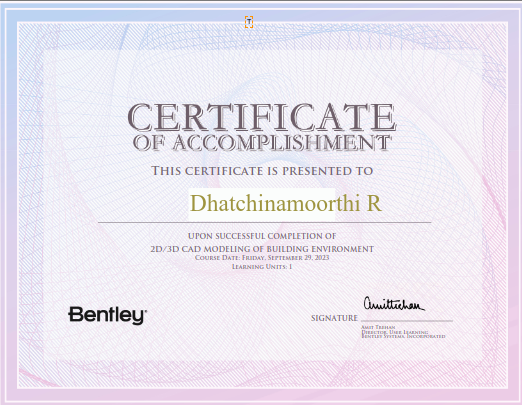 T
CERTIFICATE
OF ACCOMPLISHMENT
THIS CERTIFICATE IS PRESENTED TO
Dhatchinamoorthi R
UPON SUCCESSFUL COMPLETION OF
2D/3D CAD MODELING OF BUILDING ENVIRONMENT
COURSE DATE: FRIDAY, SEPTEMBER 29, 2023
LEARNING UNITS: 1
Bentley
SIGNATURE
AMIT TREHAN
DIRECTOR, USER LEARNING
BENTLEY SYSTEMS, INCORPORATED